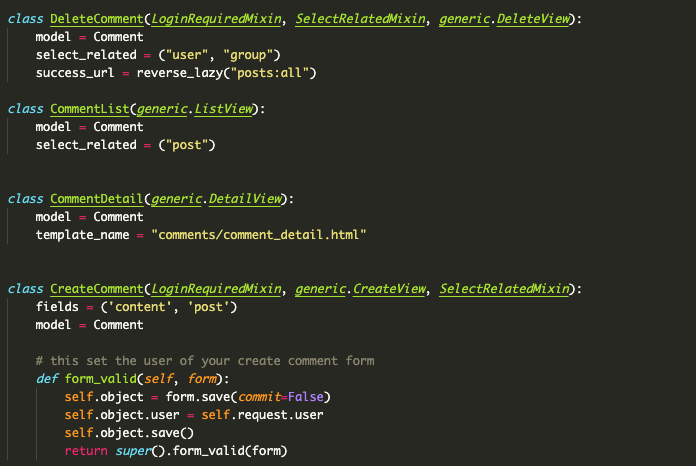 class DeleteComment(LoginRequiredMixin, SelectRelatedMixin, generic.DeleteView):
    model = Comment
    select_related = ("user", "group")
    success_url = reverse_lazy("posts:all")

class CommentList(generic.ListView):
    model = Comment
    select_related = ("post")


class CommentDetail(generic.DetailView):
    model = Comment
    template_name = "comments/comment_detail.html"


class CreateComment(LoginRequiredMixin, generic.CreateView, SelectRelatedMixin):
    fields = ('content', 'post')
    model = Comment

    # this set the user of your create comment form
    def form_valid(self, form):
        self.object = form.save(commit=False)
        self.object.user = self.request.user
        self.object.save()
        return super().form_valid(form)